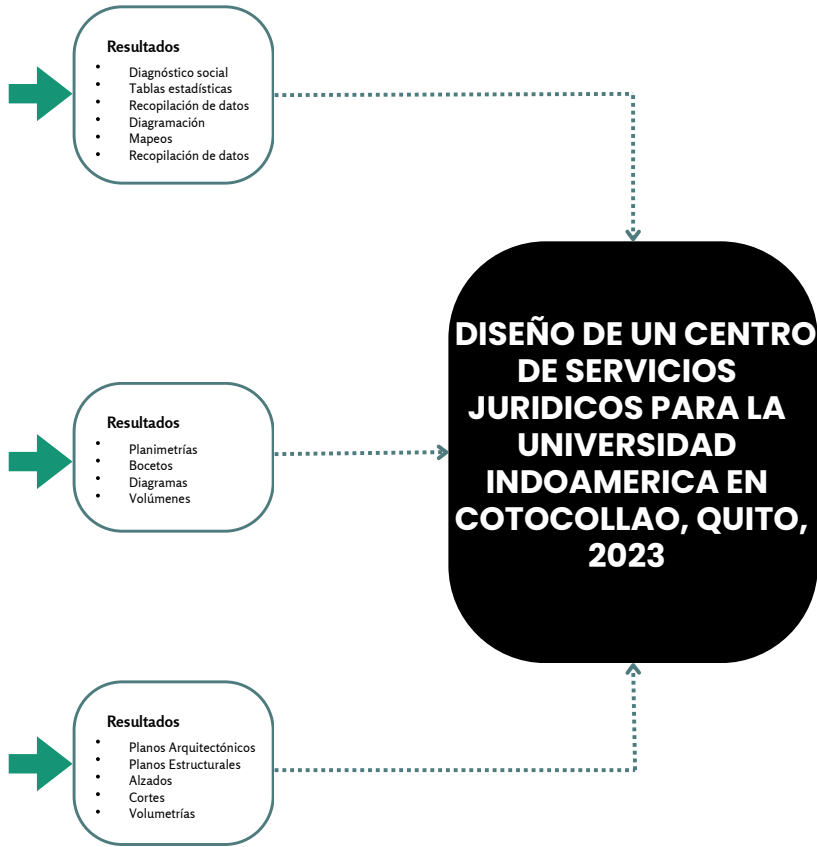 Resultados
• Diagnóstico social
• Tablas estadísticas
• Recopilación de datos
• Diagramación
• Mapeos
• Recopilación de datos
DISEÑO DE UN CENTRO
DE SERVICIOS
JURIDICOS PARA LA
UNIVERSIDAD
INDOAMERICA EN
COTOCOLLAO, QUITO,
2023
Resultados
• Planimetrías
• Bocetos
• Diagramas
• Volúmenes
Resultados
• Planos Arquitectónicos
• Planos Estructurales
• Alzados
• Cortes
• Volumetrías